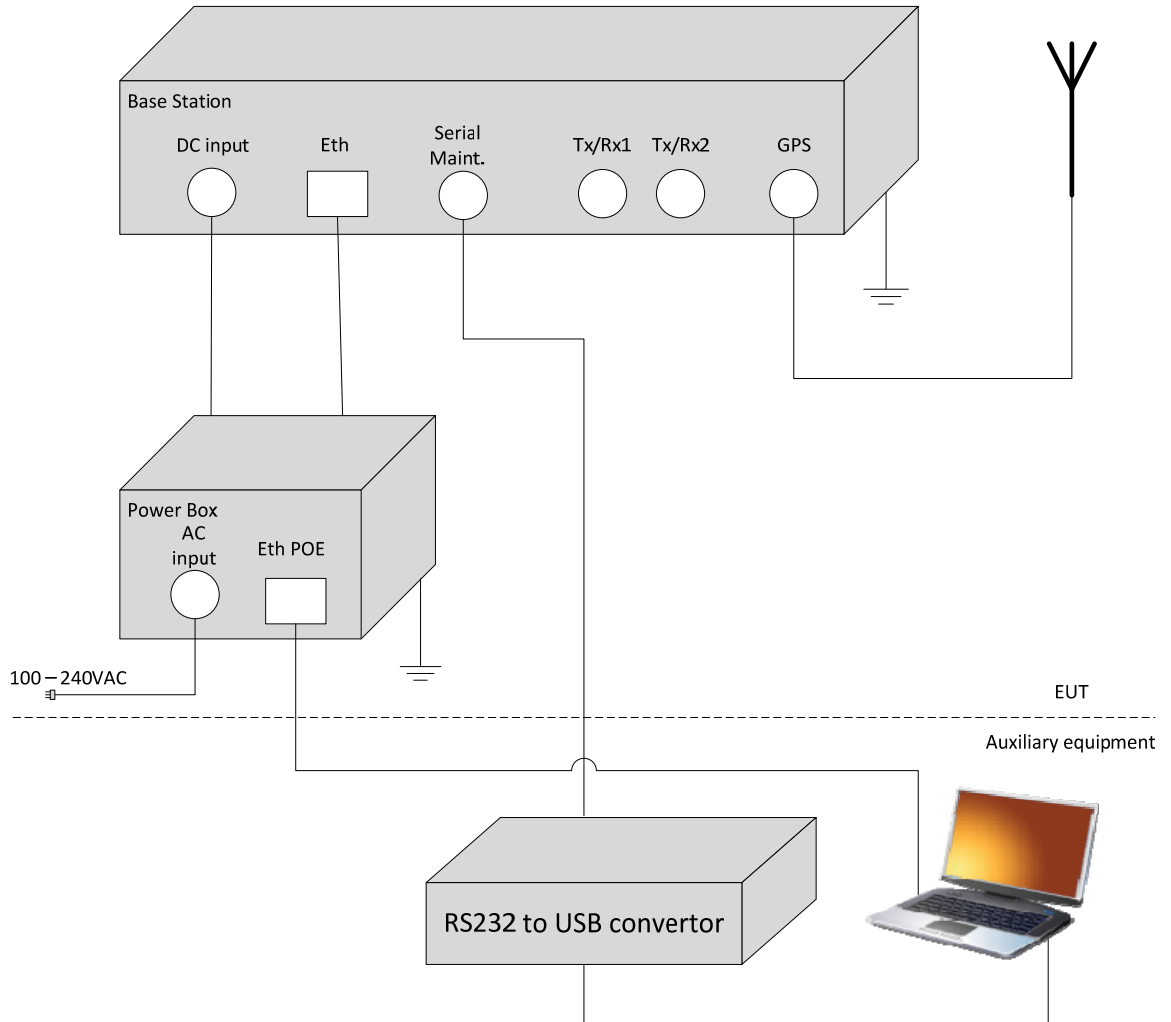 Base Station
DC input
Eth
Serial
Maint.
Tx/Rx1
Tx/Rx2
GPS
Power Box
AC
input
Eth POE
100–240VAC
EUT
Auxiliary equipment
RS232 to USB convertor